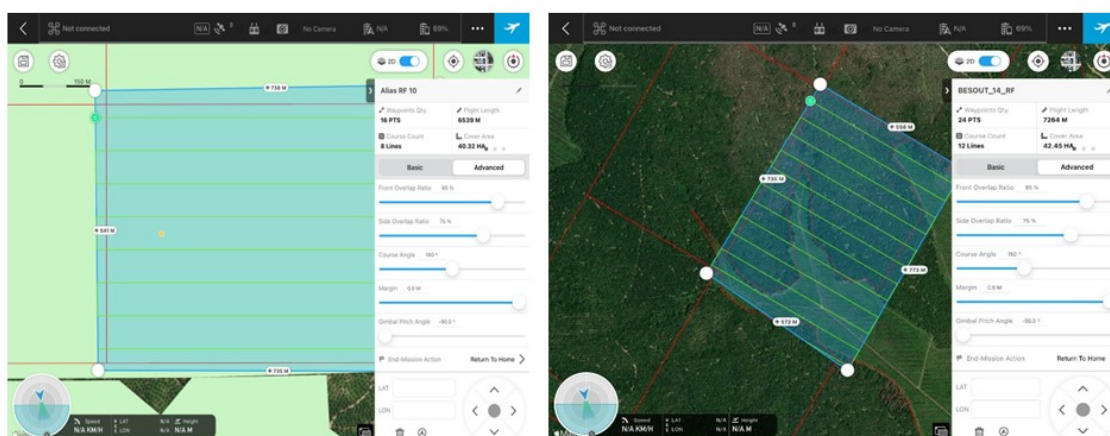 Not connected
N/A
0
No Camera
N/A
69%
2D
0 150 M
738 M
541 M
735 M
Alias RF 10
Waypoints Qty. Flight Length
16 PTS 6539 M
Course Count Cover Area
8 Lines 40.32 HA
Basic Advanced
Front Overlap Ratio 85 %
Side Overlap Ratio 75 %
Course Angle 180 °
Margin 0.0 M
Gimbal Pitch Angle -90.0 °
End-Mission Action Return To Home
LAT
LON
Speed LAT N/A Height
N/A KM/H LON N/A N/A M
Not connected
N/A
0
No Camera
N/A
69%
2D
558 M
735 M
773 M
572 M
BESOUT_14_RF
Waypoints Qty. Flight Length
24 PTS 7264 M
Course Count Cover Area
12 Lines 42.45 HA
Basic Advanced
Front Overlap Ratio 85 %
Side Overlap Ratio 75 %
Course Angle 150 °
Margin 0.0 M
Gimbal Pitch Angle -90.0 °
End-Mission Action Return To Home
LAT
LON
Speed LAT N/A Height
N/A KM/H LON N/A N/A M